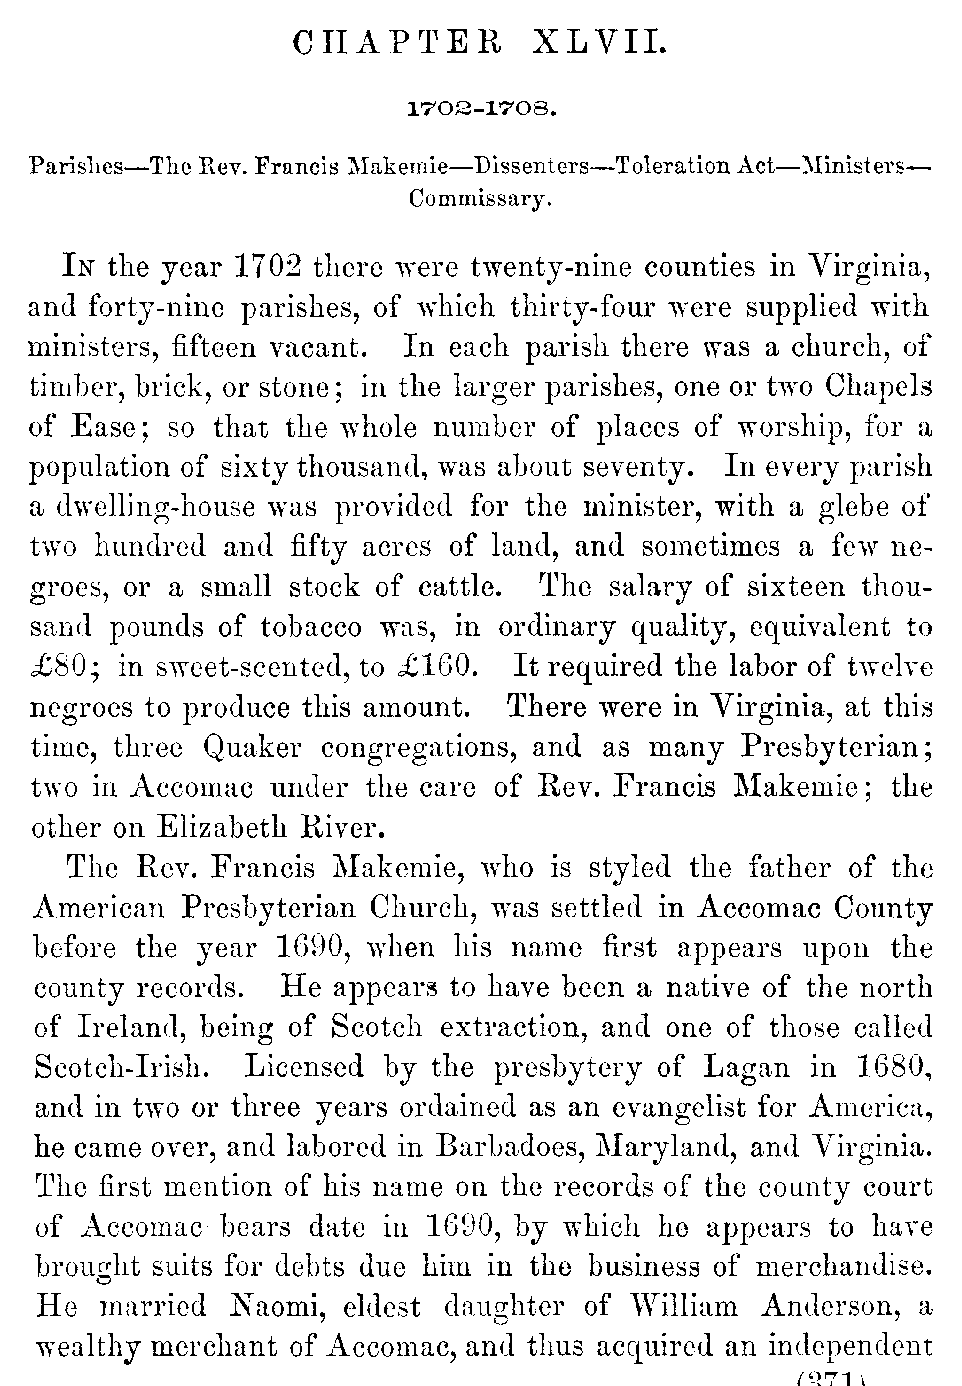 CHAPTER XLVII.
1702-1708.
Parishes—The Rev. Francis Makemie—Dissenters—Toleration Act—Ministers—
Commissary.
In the year 1702 there were twenty-nine counties in Virginia,
and forty-nine parishes, of which thirty-four were supplied with
ministers, fifteen vacant. In each parish there was a church, of
timber, brick, or stone; in the larger parishes, one or two Chapels
of Ease; so that the whole number of places of worship, for a
population of sixty thousand, was about seventy. In every parish
a dwelling-house was provided for the minister, with a glebe of
two hundred and fifty acres of land, and sometimes a few ne-
groes, or a small stock of cattle. The salary of sixteen thou-
sand pounds of tobacco was, in ordinary quality, equivalent to
£80; in sweet-scented, to £160. It required the labor of twelve
negroes to produce this amount. There were in Virginia, at this
time, three Quaker congregations, and as many Presbyterian;
two in Accomac under the care of Rev. Francis Makemie; the
other on Elizabeth River.
The Rev. Francis Makemie, who is styled the father of the
American Presbyterian Church, was settled in Accomac County
before the year 1690, when his name first appears upon the
county records. He appears to have been a native of the north
of Ireland, being of Scotch extraction, and one of those called
Scotch-Irish. Licensed by the presbytery of Lagan in 1680,
and in two or three years ordained as an evangelist for America,
he came over, and labored in Barbadoes, Maryland, and Virginia.
The first mention of his name on the records of the county court
of Accomac bears date in 1690, by which he appears to have
brought suits for debts due him in the business of merchandise.
He married Naomi, eldest daughter of William Anderson, a
wealthy merchant of Accomac, and thus acquired an independent
(371)